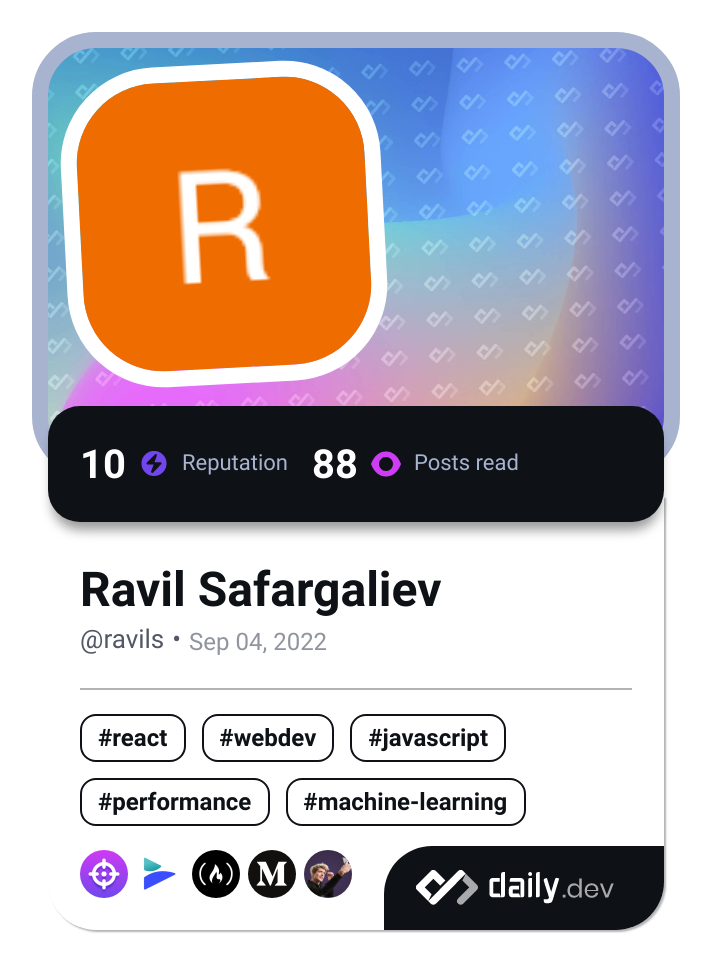 R
10 Reputation 88 Posts read
Ravil Safargaliev
@ravils • Sep 04, 2022
#react #webdev #javascript
#performance #machine-learning
M
daily.dev